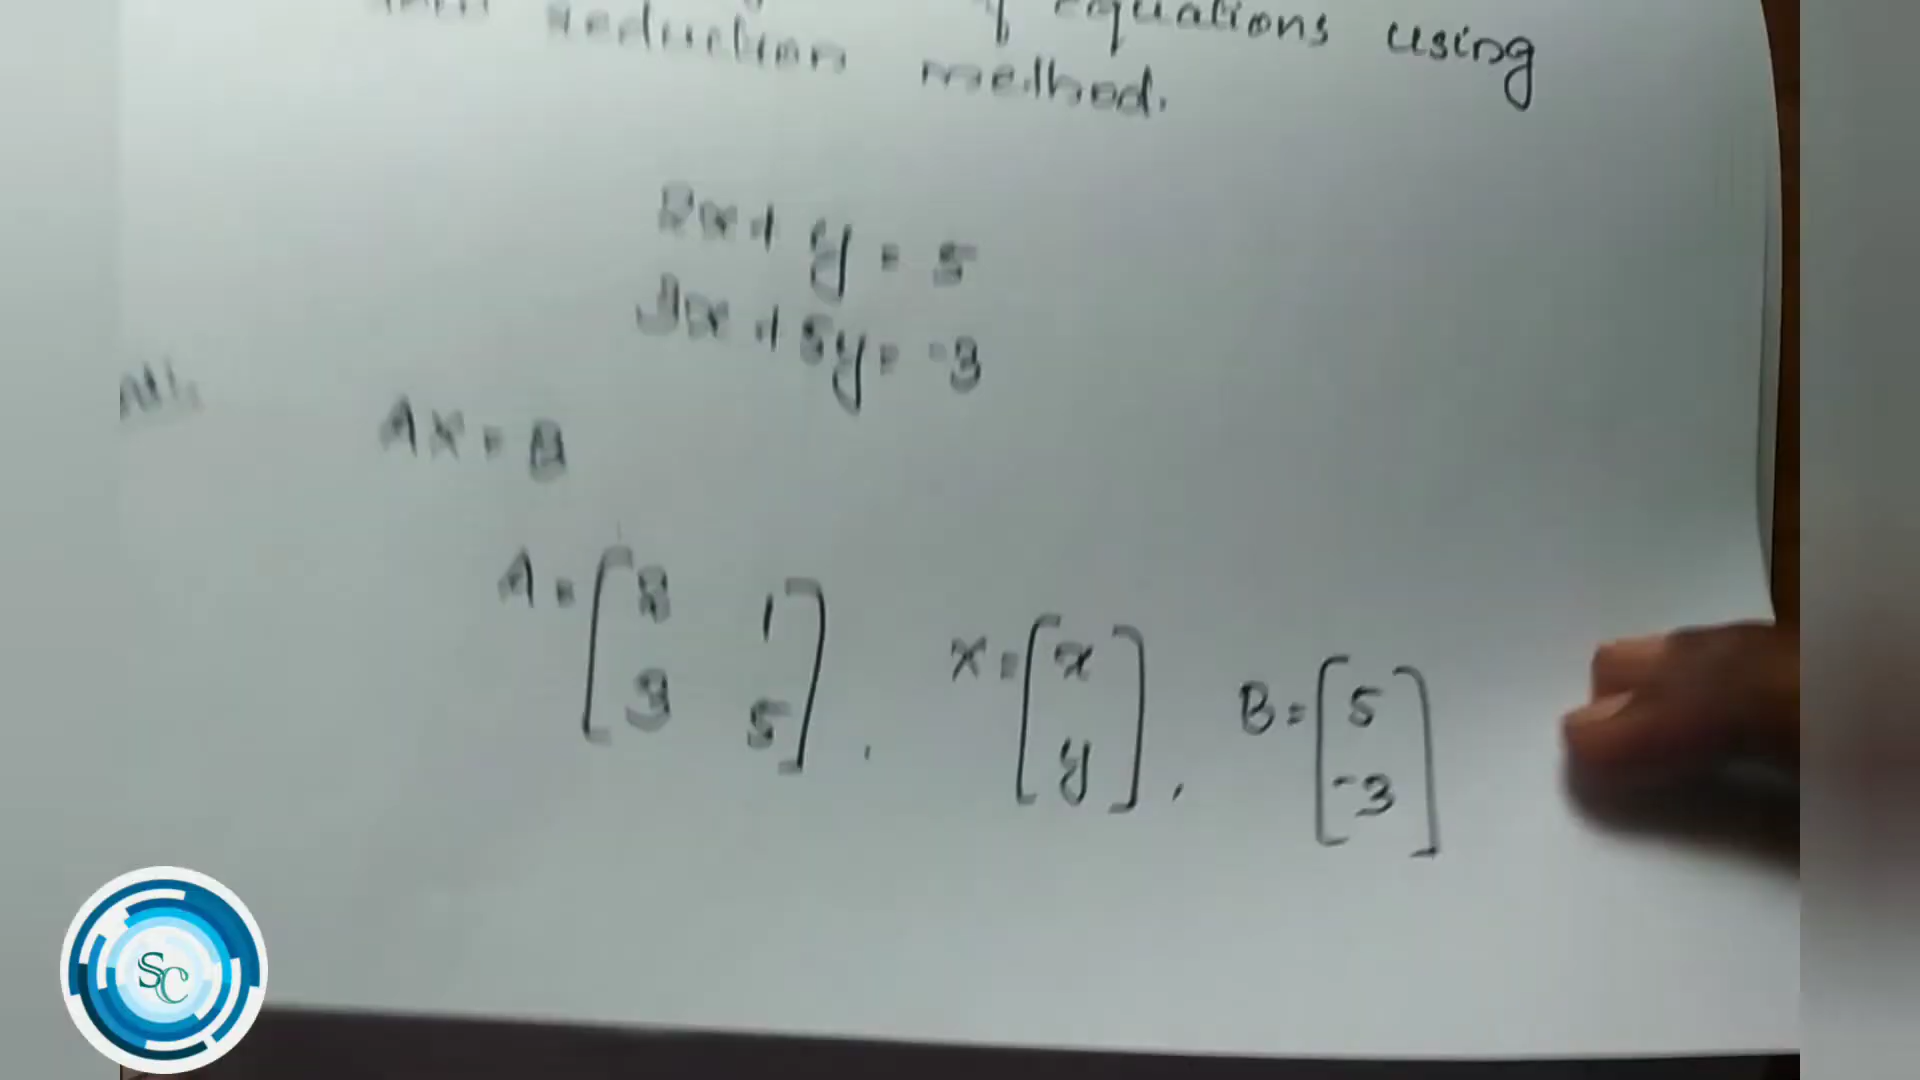 equations using
reduction method.
2x + y = 5
3x + 5y = -3
AX = B
A = [2 1
3 5], X = [x
y], B = [5
-3]
SC